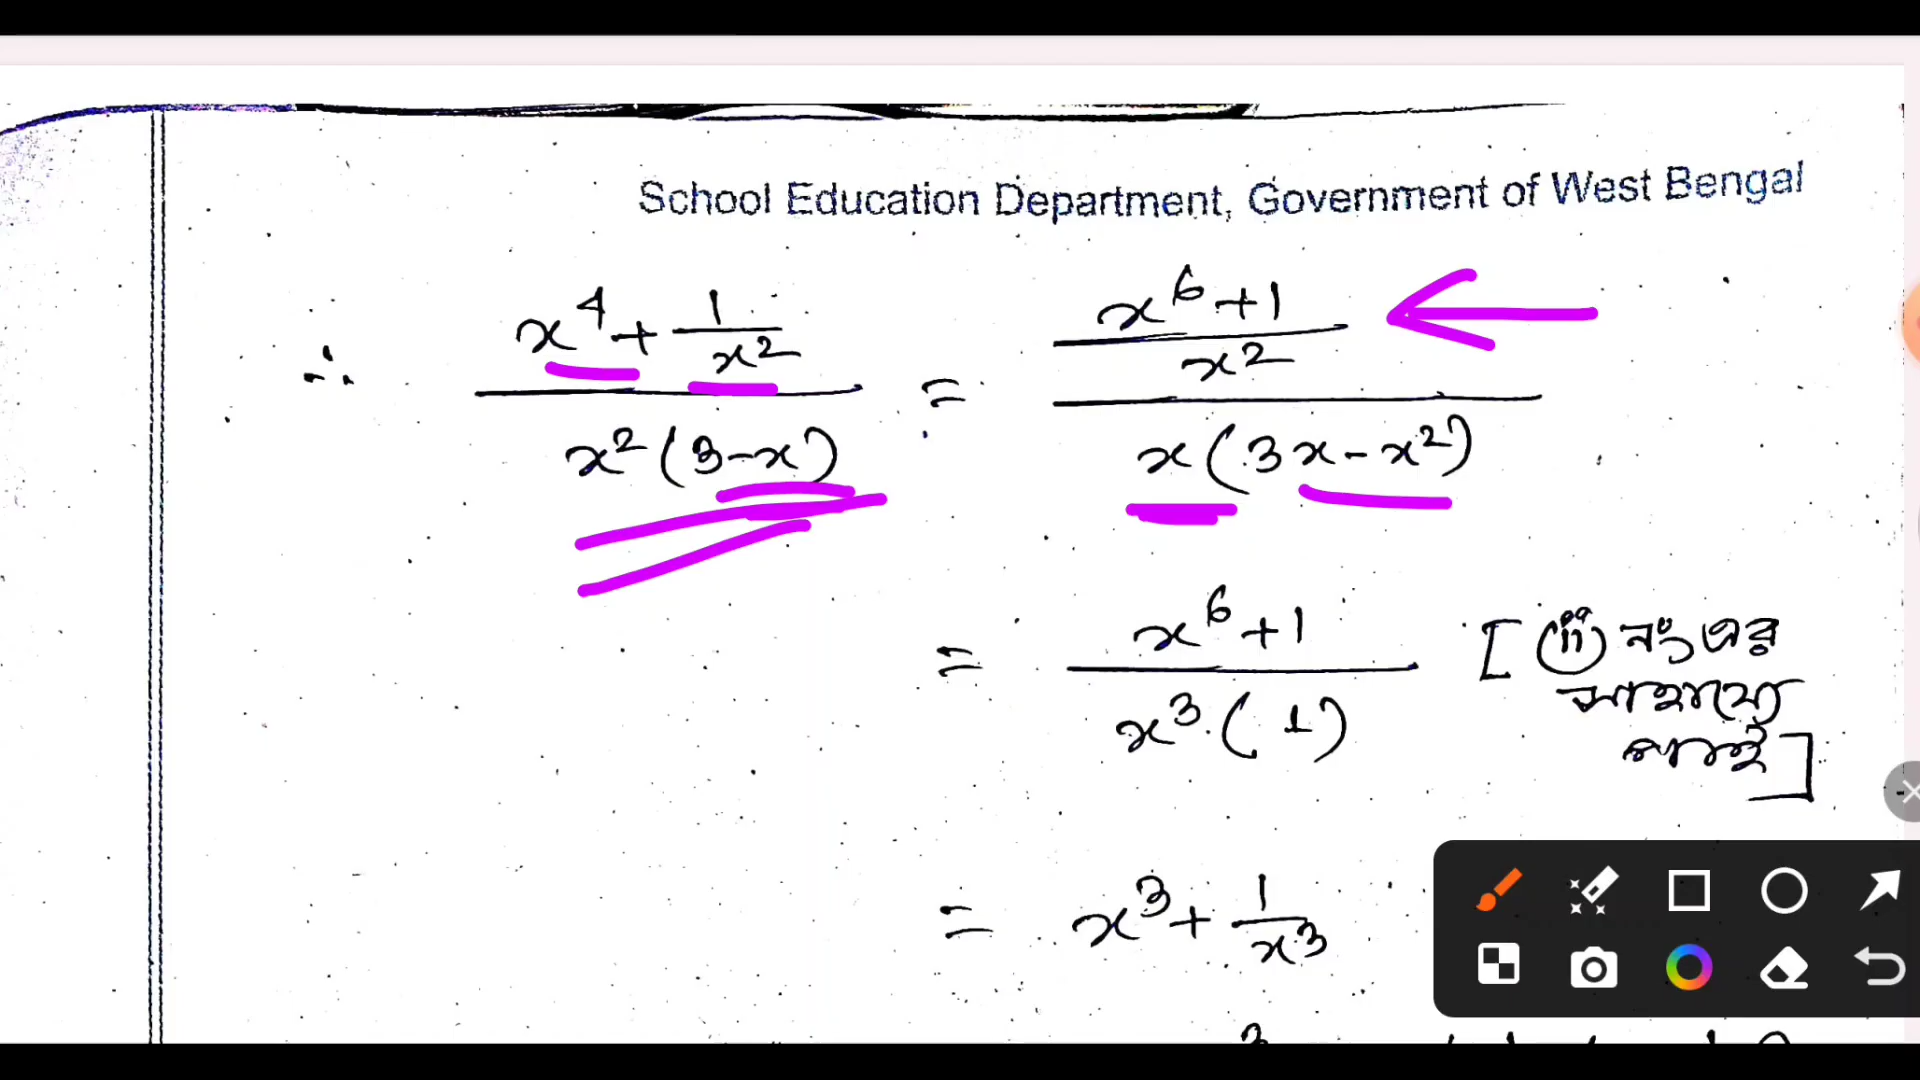 School Education Department, Government of West Bengal
∴ (x⁴ + 1/x²) / (x²(3-x)) = ((x⁶+1)/x²) / (x(3x-x²))
= (x⁶+1) / (x³.(1)) [(ii) নং এর
সাহায্যে
পাই]
= x³ + 1/x³